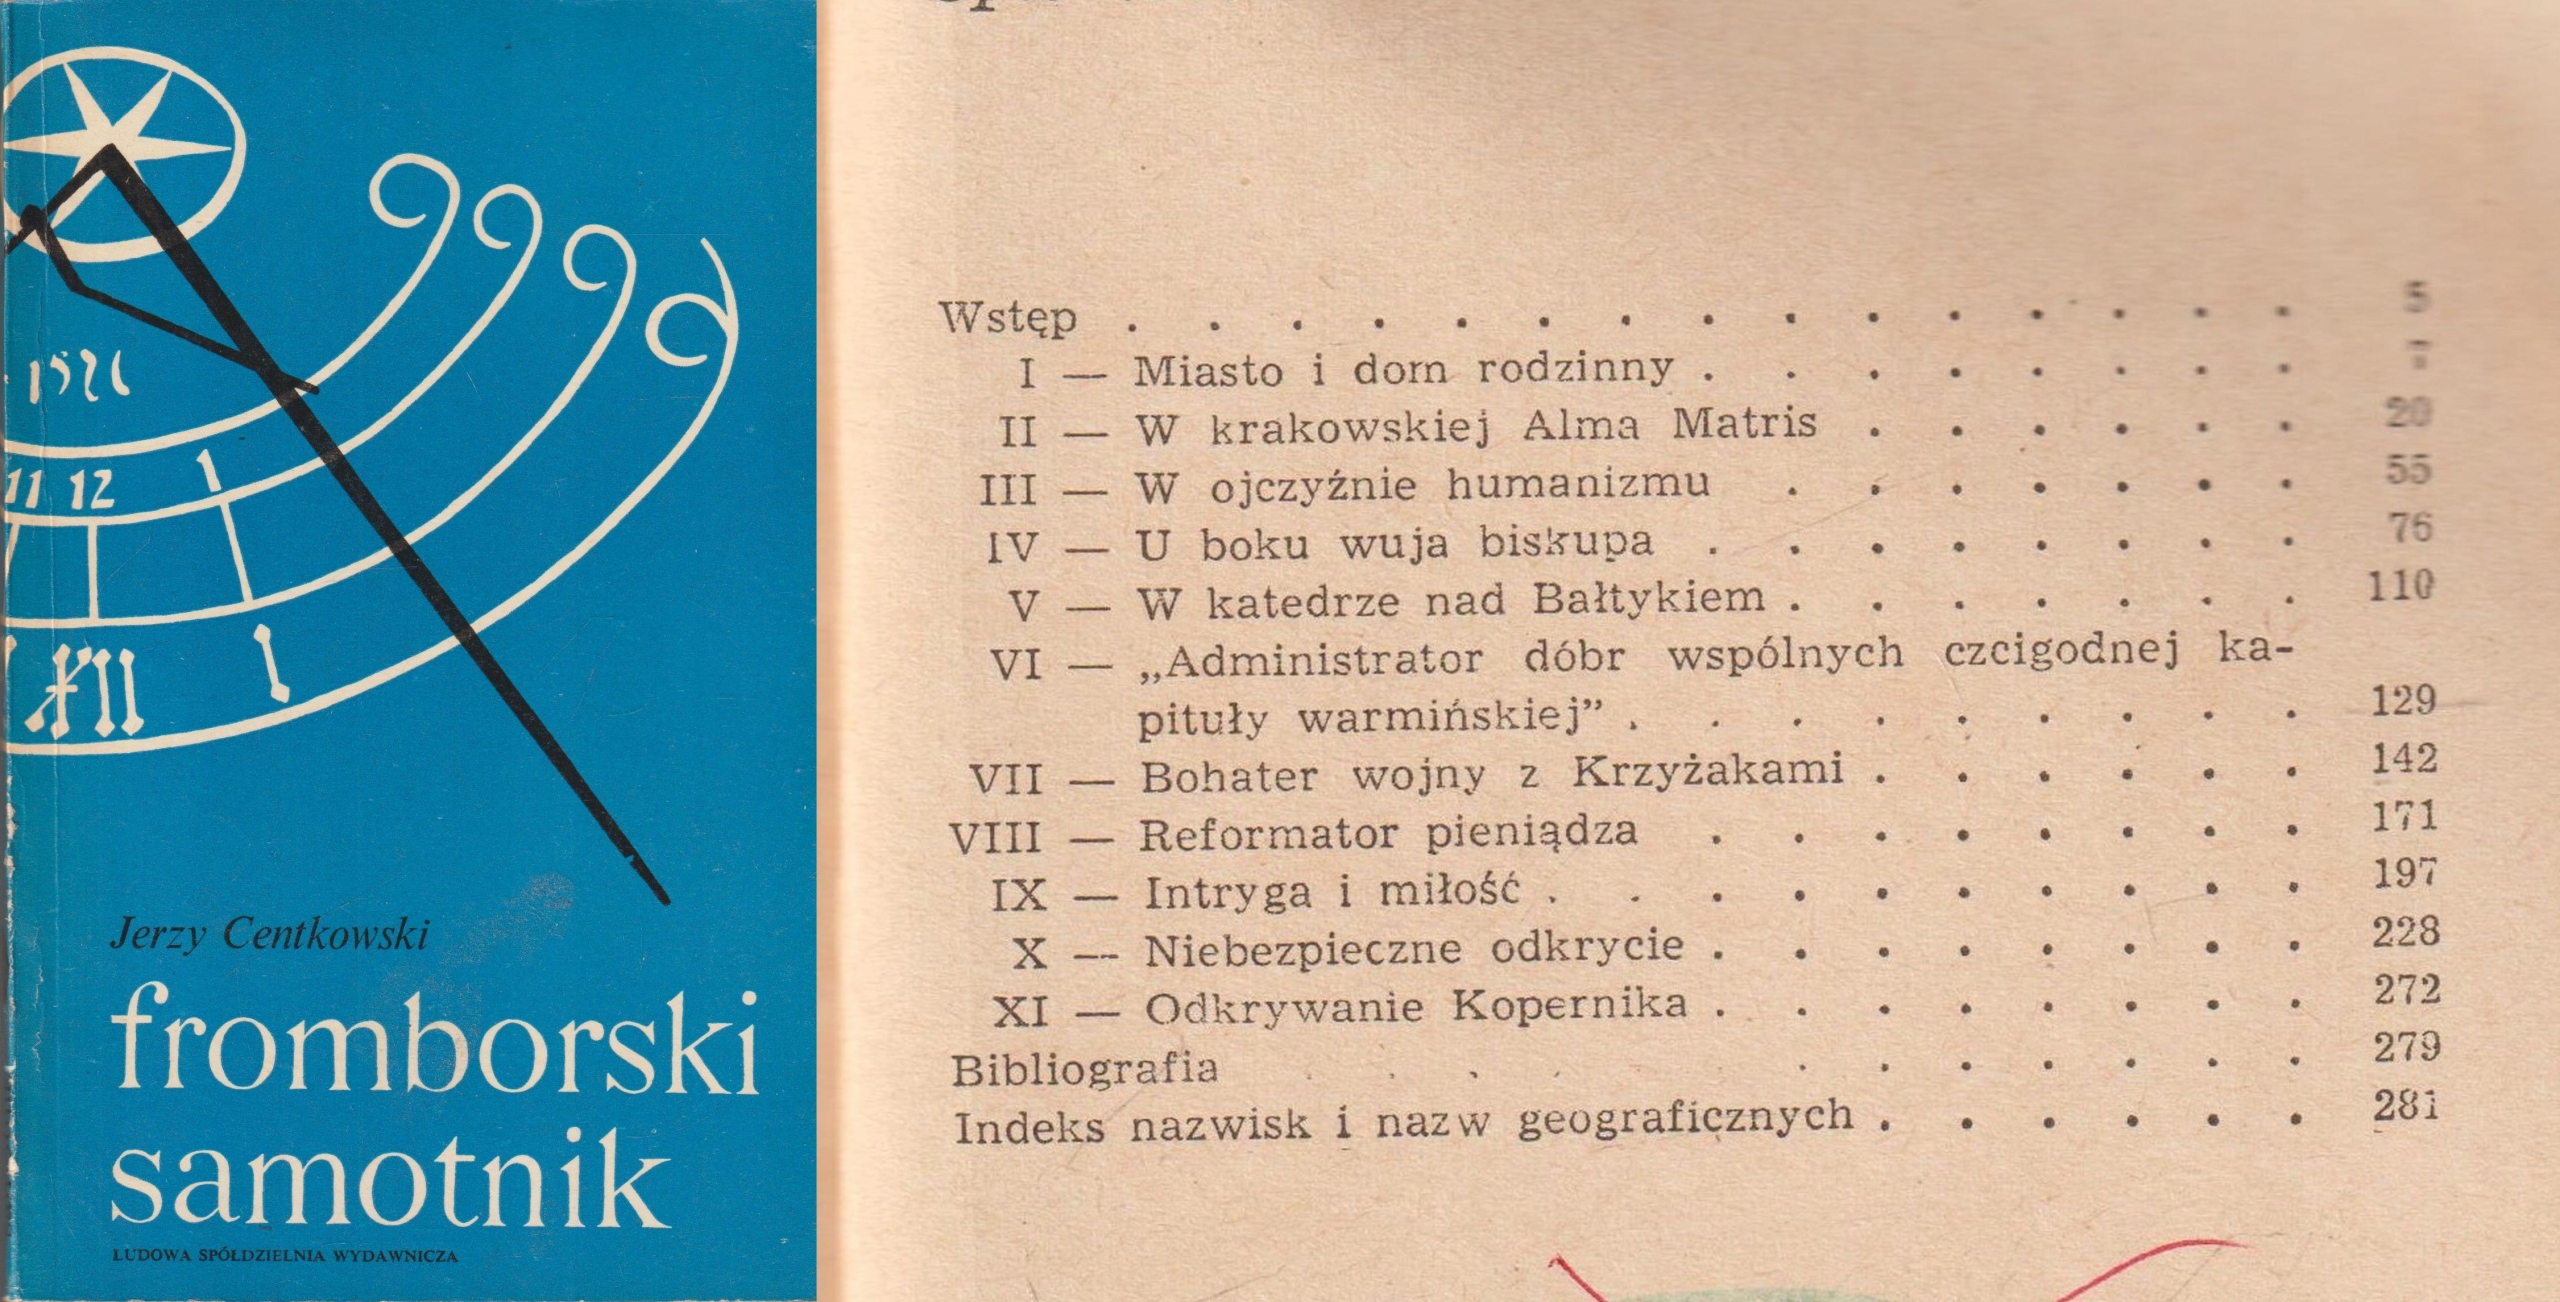 1526
11 12 1
XII I
Jerzy Centkowski
fromborski
samotnik
LUDOWA SPÓŁDZIELNIA WYDAWNICZA
Wstęp . . . . . . . . . . . . . . . 5
I — Miasto i dom rodzinny . . . . . . . . 7
II — W krakowskiej Alma Matris . . . . . . 20
III — W ojczyźnie humanizmu . . . . . . . 55
IV — U boku wuja biskupa . . . . . . . . 76
V — W katedrze nad Bałtykiem . . . . . . . 110
VI — „Administrator dóbr wspólnych czcigodnej ka-
pituły warmińskiej” . . . . . . . . . 129
VII — Bohater wojny z Krzyżakami . . . . . . 142
VIII — Reformator pieniądza . . . . . . . . 171
IX — Intryga i miłość . . . . . . . . . . 197
X — Niebezpieczne odkrycie . . . . . . . . 228
XI — Odkrywanie Kopernika . . . . . . . . 272
Bibliografia . . . . . . . . . . . 279
Indeks nazwisk i nazw geograficznych . . . . . . 281